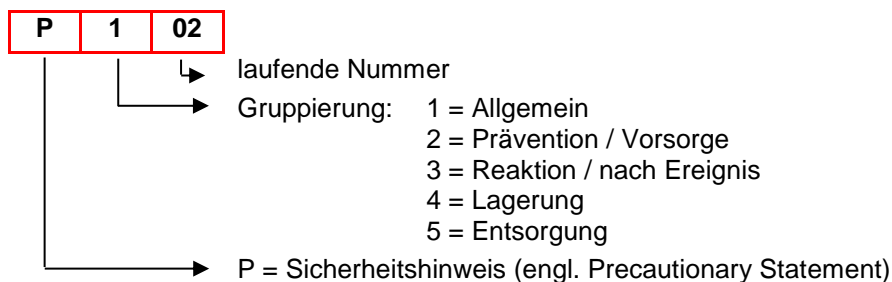 P 1 02
laufende Nummer
Gruppierung: 1 = Allgemein
2 = Prävention / Vorsorge
3 = Reaktion / nach Ereignis
4 = Lagerung
5 = Entsorgung
P = Sicherheitshinweis (engl. Precautionary Statement)